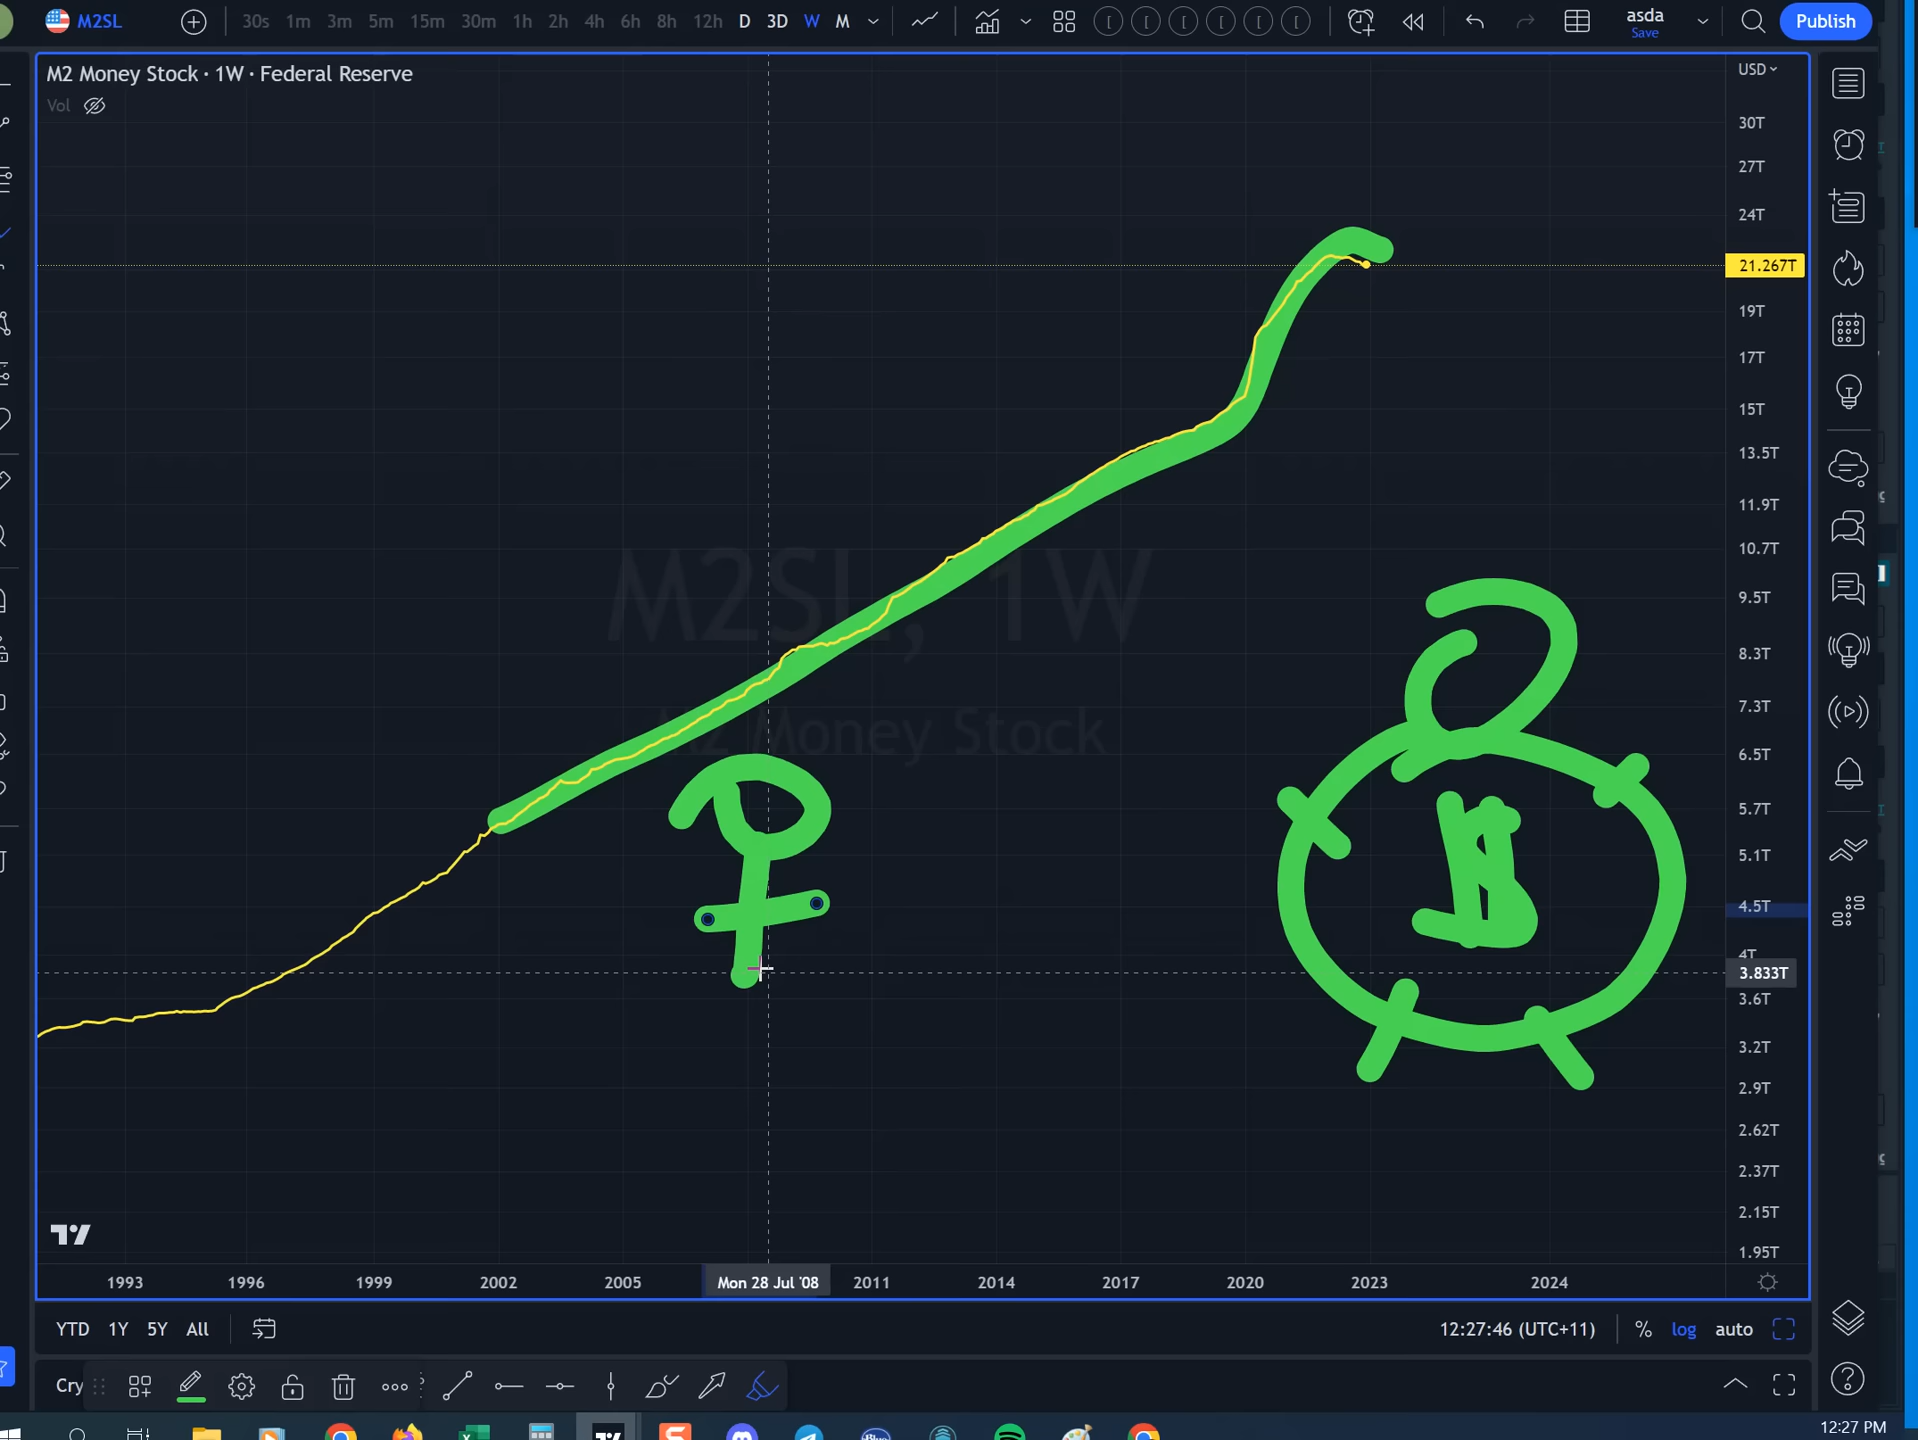 M2SL 30s 1m 3m 5m 15m 30m 1h 2h 4h 6h 8h 12h D 3D W M asda Publish
Save
M2 Money Stock · 1W · Federal Reserve
USD
Vol
30T
27T
24T
21.267T
19T
17T
15T
13.5T
11.9T
10.7T
M2SL, 1W
9.5T
8.3T
7.3T
M2 Money Stock
6.5T
5.7T
5.1T
4.5T
4T
3.833T
3.6T
3.2T
2.9T
2.62T
2.37T
2.15T
1.95T
1993 1996 1999 2002 2005 Mon 28 Jul '08 2011 2014 2017 2020 2023 2024
YTD 1Y 5Y All 12:27:46 (UTC+11) % log auto
Cry
12:27 PM